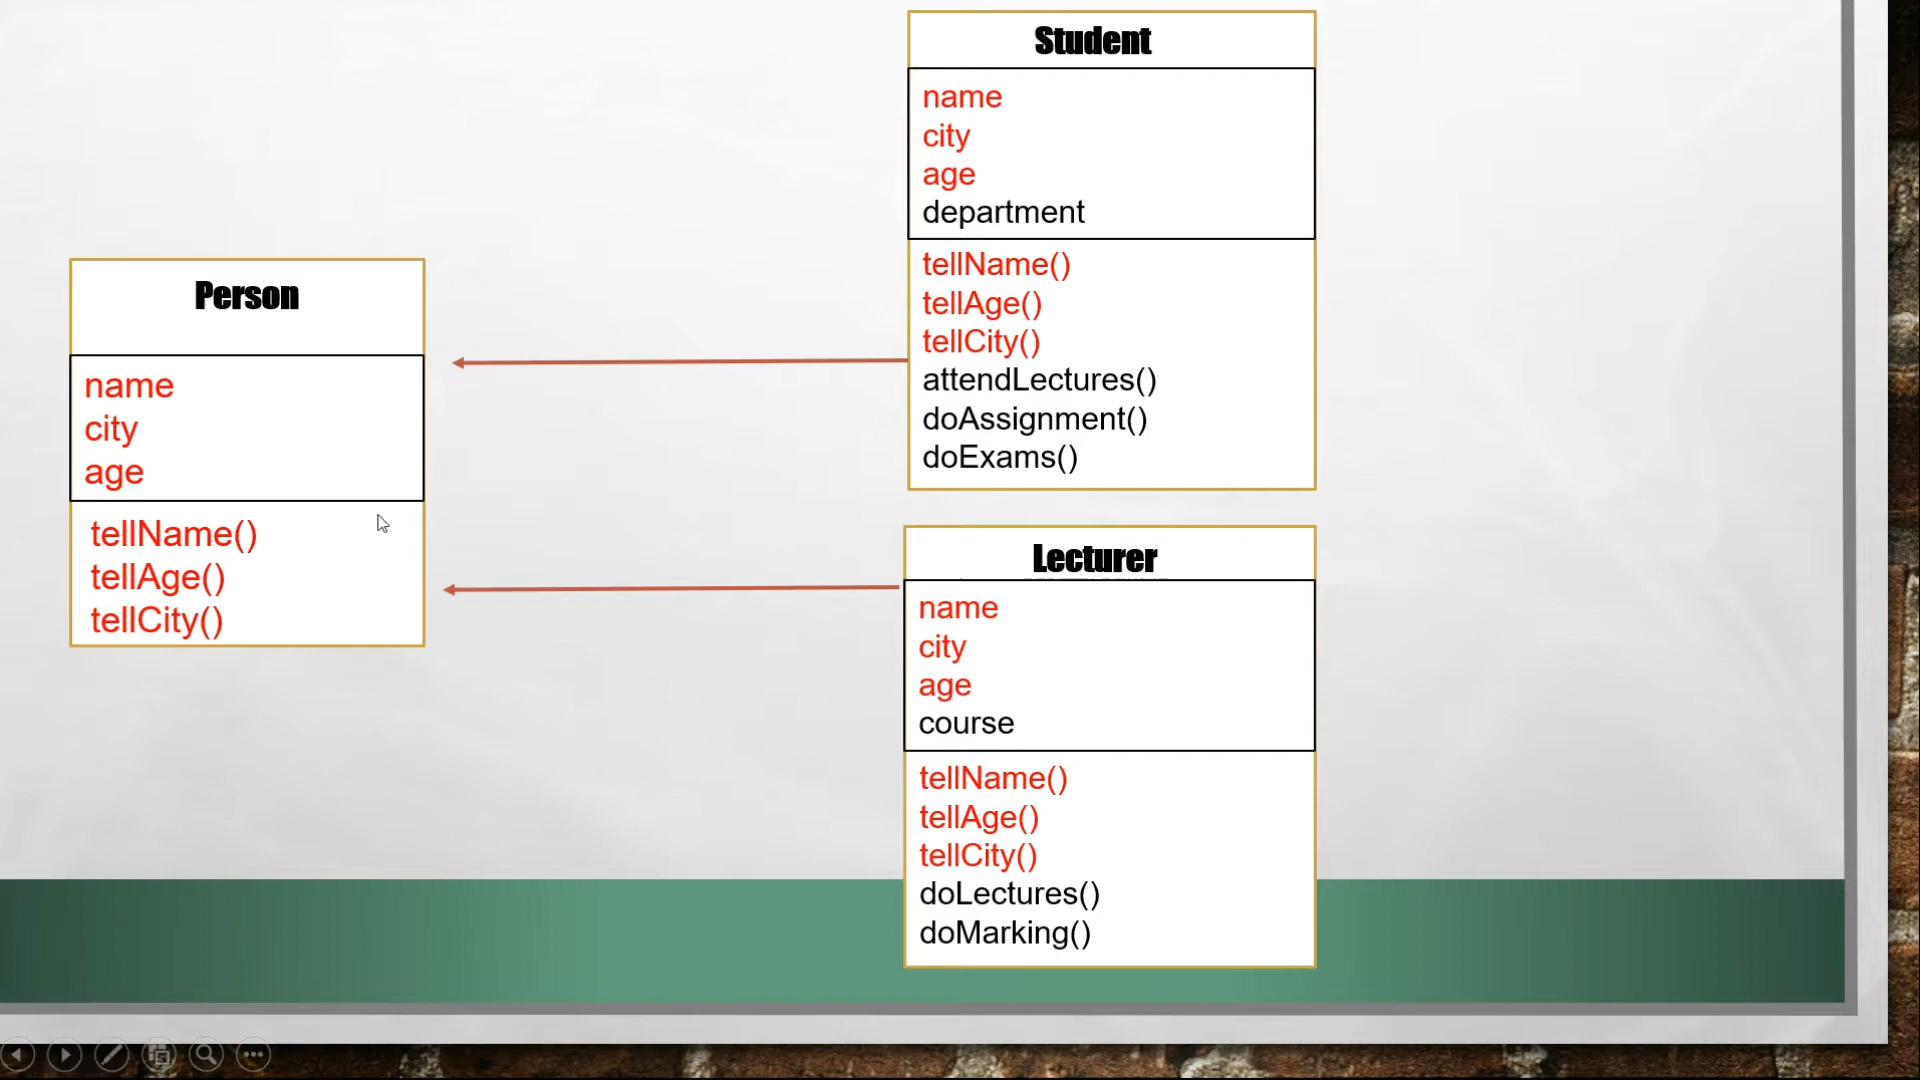 Person
name
city
age
tellName()
tellAge()
tellCity()
Student
name
city
age
department
tellName()
tellAge()
tellCity()
attendLectures()
doAssignment()
doExams()
Lecturer
name
city
age
course
tellName()
tellAge()
tellCity()
doLectures()
doMarking()